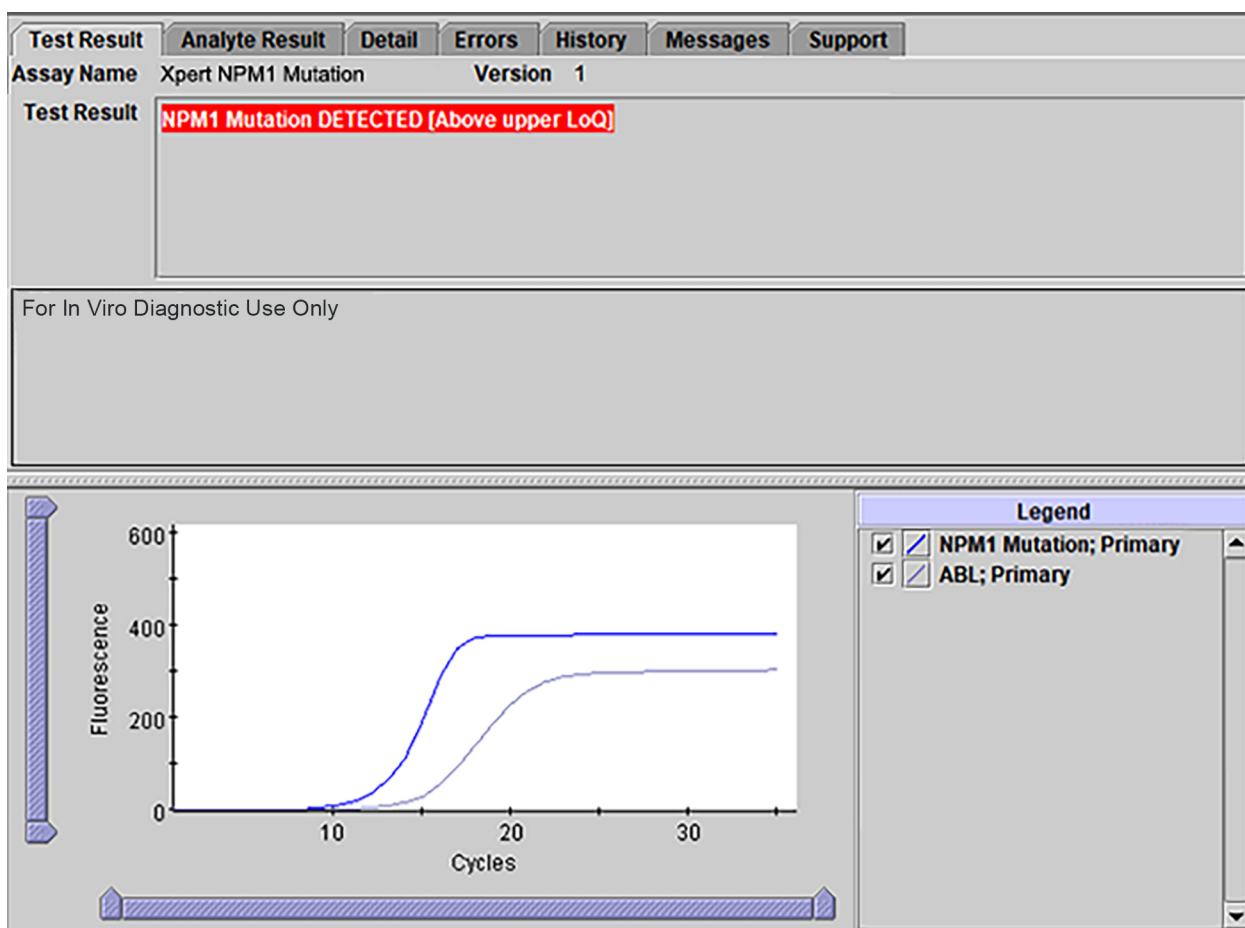 Test Result Analyte Result Detail Errors History Messages Support
Assay Name Xpert NPM1 Mutation Version 1
Test Result NPM1 Mutation DETECTED [Above upper LoQ]
For In Viro Diagnostic Use Only
600
400
200
0
Fluorescence
10 20 30
Cycles
Legend
NPM1 Mutation; Primary
ABL; Primary